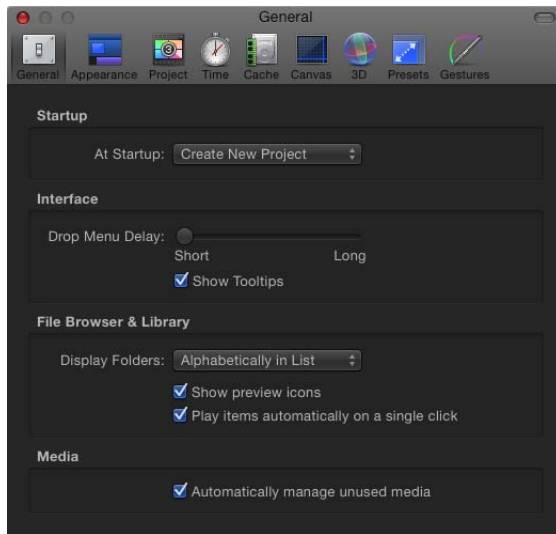 General
General Appearance Project Time Cache Canvas 3D Presets Gestures
Startup
At Startup: Create New Project
Interface
Drop Menu Delay:
Short Long
Show Tooltips
File Browser & Library
Display Folders: Alphabetically in List
Show preview icons
Play items automatically on a single click
Media
Automatically manage unused media